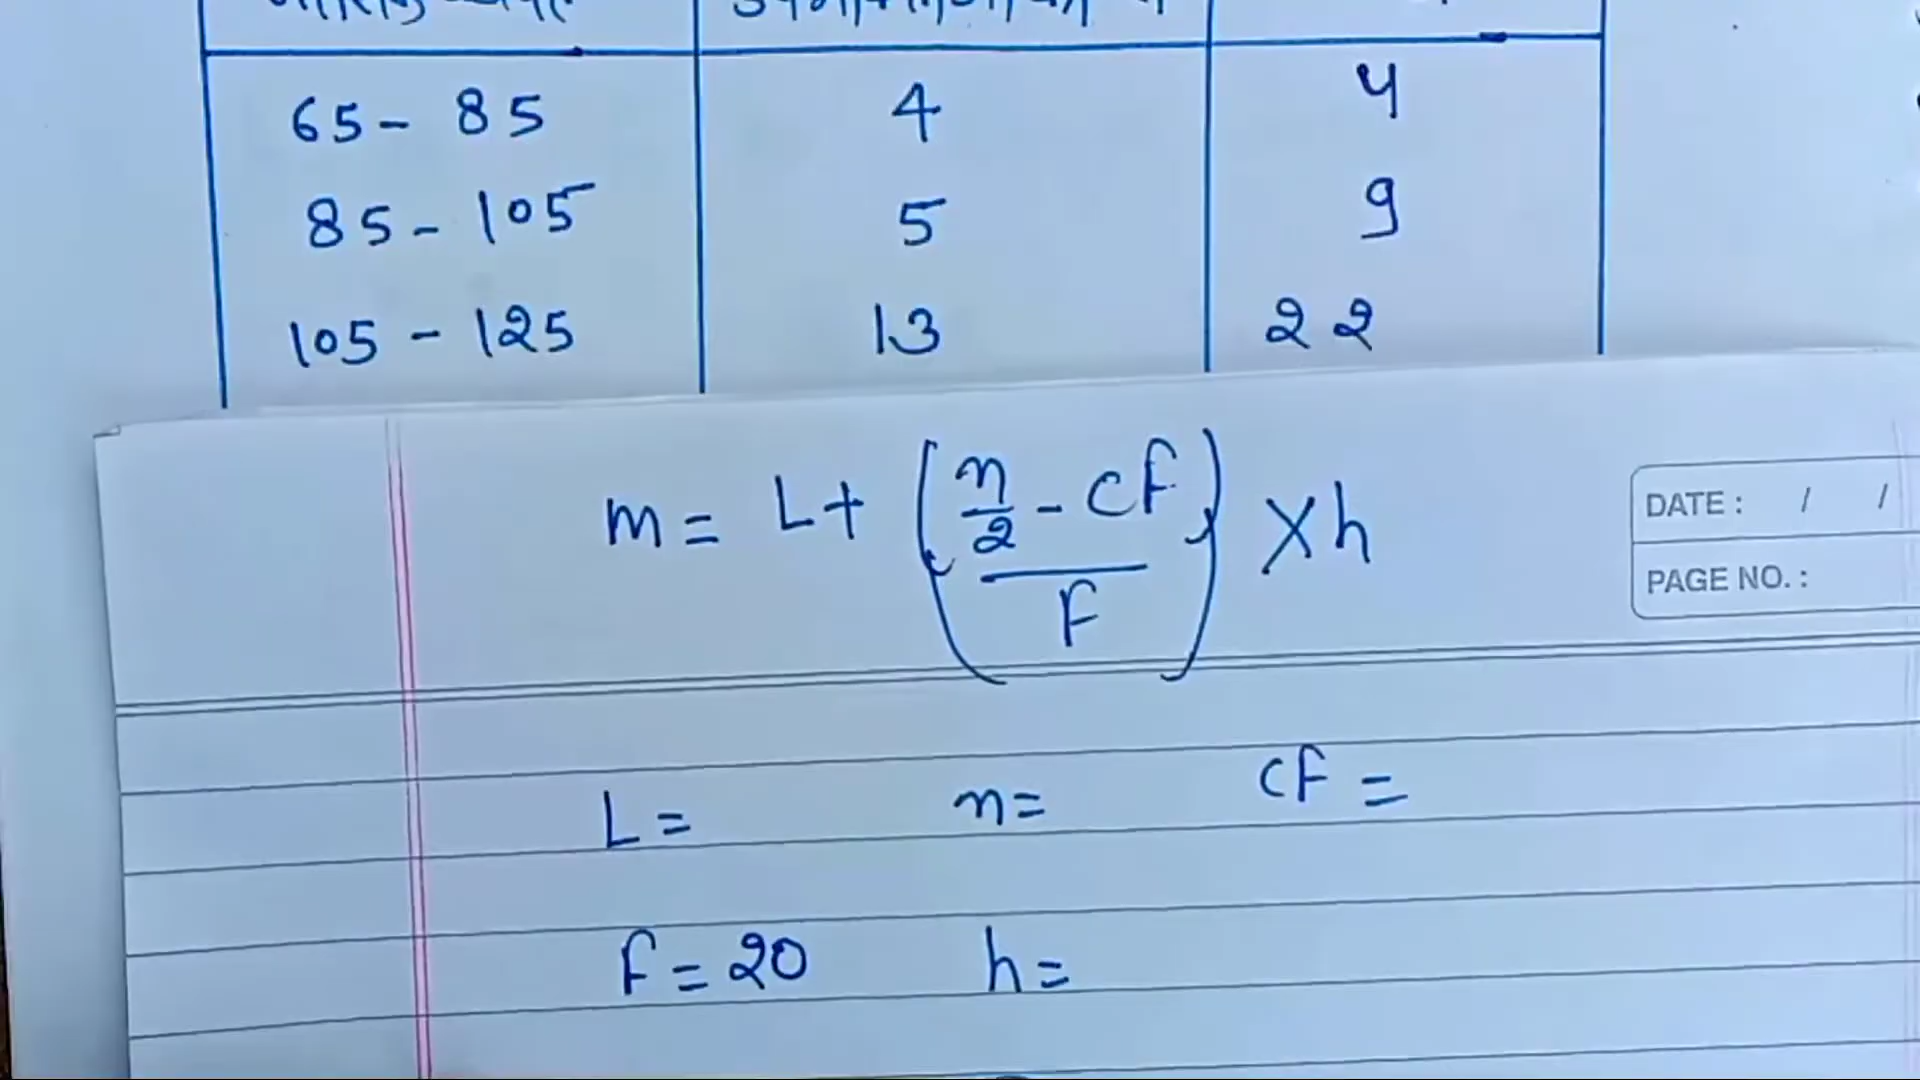 65- 85 4 4
85- 105 5 9
105 - 125 13 22
m = L+ (n/2 - cF / F) Xh
DATE : / /
PAGE NO. :
L= n= cF =
F = 20 h=